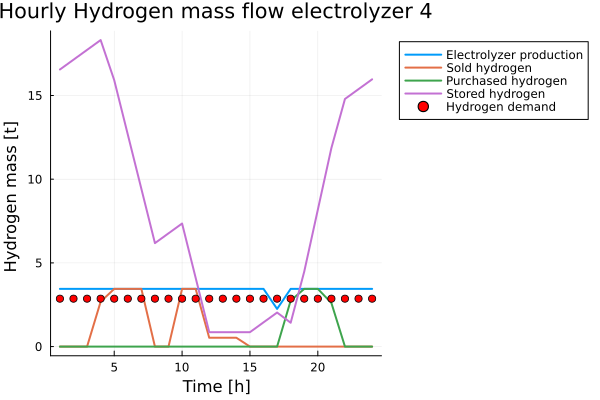 Hourly Hydrogen mass flow electrolyzer 4
Electrolyzer production
Sold hydrogen
Purchased hydrogen
Stored hydrogen
Hydrogen demand
Hydrogen mass [t]
15
10
5
0
5
10
15
20
Time [h]